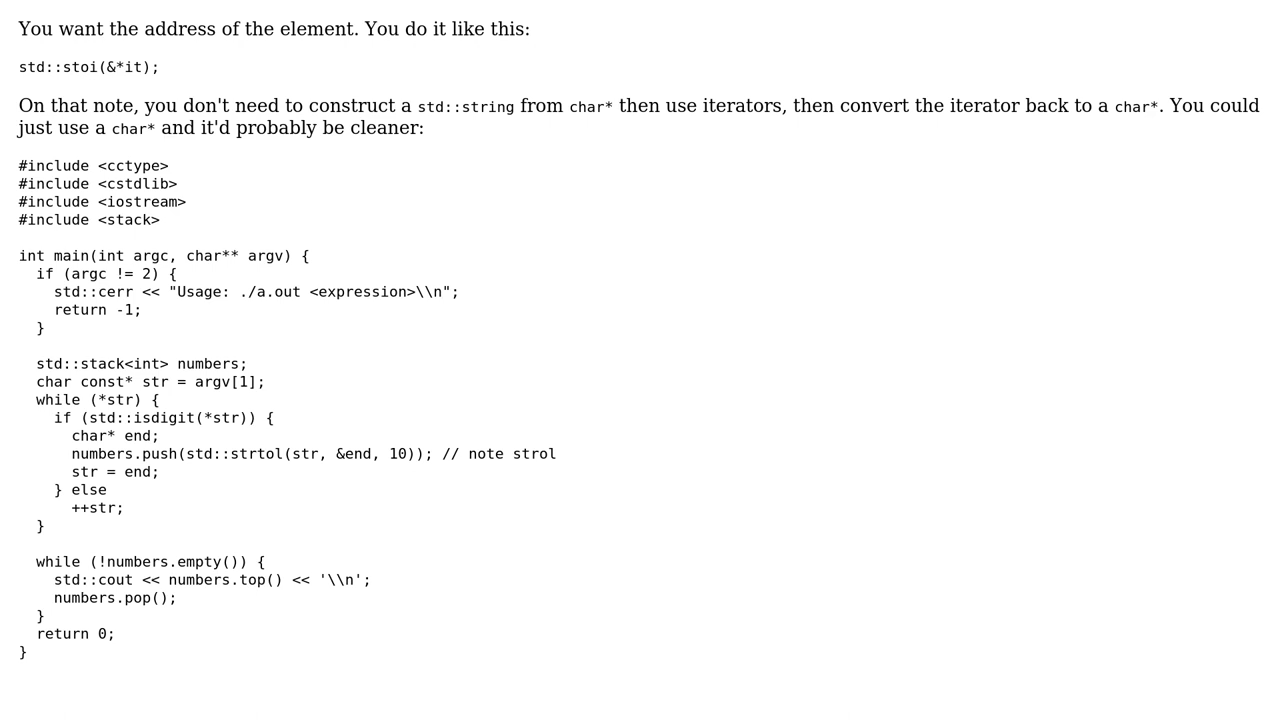 You want the address of the element. You do it like this:
std::stoi(&*it);
On that note, you don't need to construct a std::string from char* then use iterators, then convert the iterator back to a char*. You could
just use a char* and it'd probably be cleaner:
#include <cctype>
#include <cstdlib>
#include <iostream>
#include <stack>
int main(int argc, char** argv) {
  if (argc != 2) {
    std::cerr << "Usage: ./a.out <expression>\\n";
    return -1;
  }
  std::stack<int> numbers;
  char const* str = argv[1];
  while (*str) {
    if (std::isdigit(*str)) {
      char* end;
      numbers.push(std::strtol(str, &end, 10)); // note strol
      str = end;
    } else
      ++str;
  }
  while (!numbers.empty()) {
    std::cout << numbers.top() << '\\n';
    numbers.pop();
  }
  return 0;
}